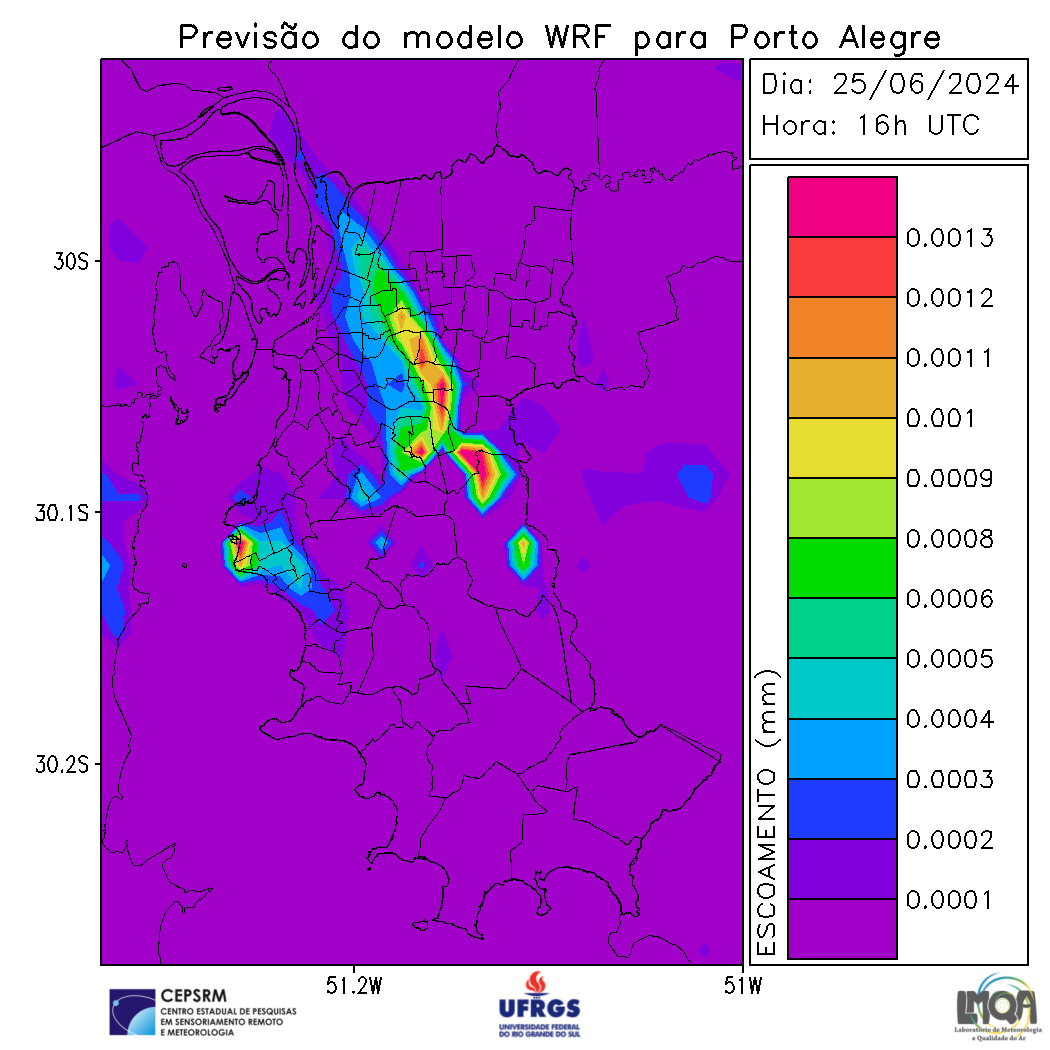 Previsão do modelo WRF para Porto Alegre
Dia: 25/06/2024
Hora: 16h UTC
30S
30.1S
30.2S
51.2W
51W
ESCOAMENTO (mm)
0.0013
0.0012
0.0011
0.001
0.0009
0.0008
0.0006
0.0005
0.0004
0.0003
0.0002
0.0001
CEPSRM
CENTRO ESTADUAL DE PESQUISAS
EM SENSORIAMENTO REMOTO
E METEOROLOGIA
UFRGS
UNIVERSIDADE FEDERAL
DO RIO GRANDE DO SUL
LMQA
Laboratório de Meteorologia
e Qualidade do Ar